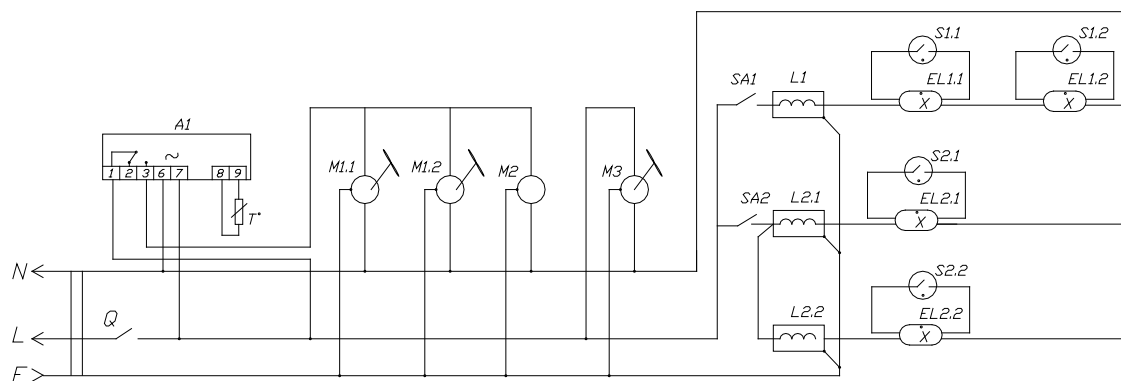 S1.1 S1.2
SA1 L1 EL1.1 EL1.2
X X
A1
~
1 2 3 6 7 8 9
M1.1 M1.2 M2 M3
S2.1
SA2 L2.1 EL2.1
X
T°
N
S2.2
Q L2.2 EL2.2
L X
F